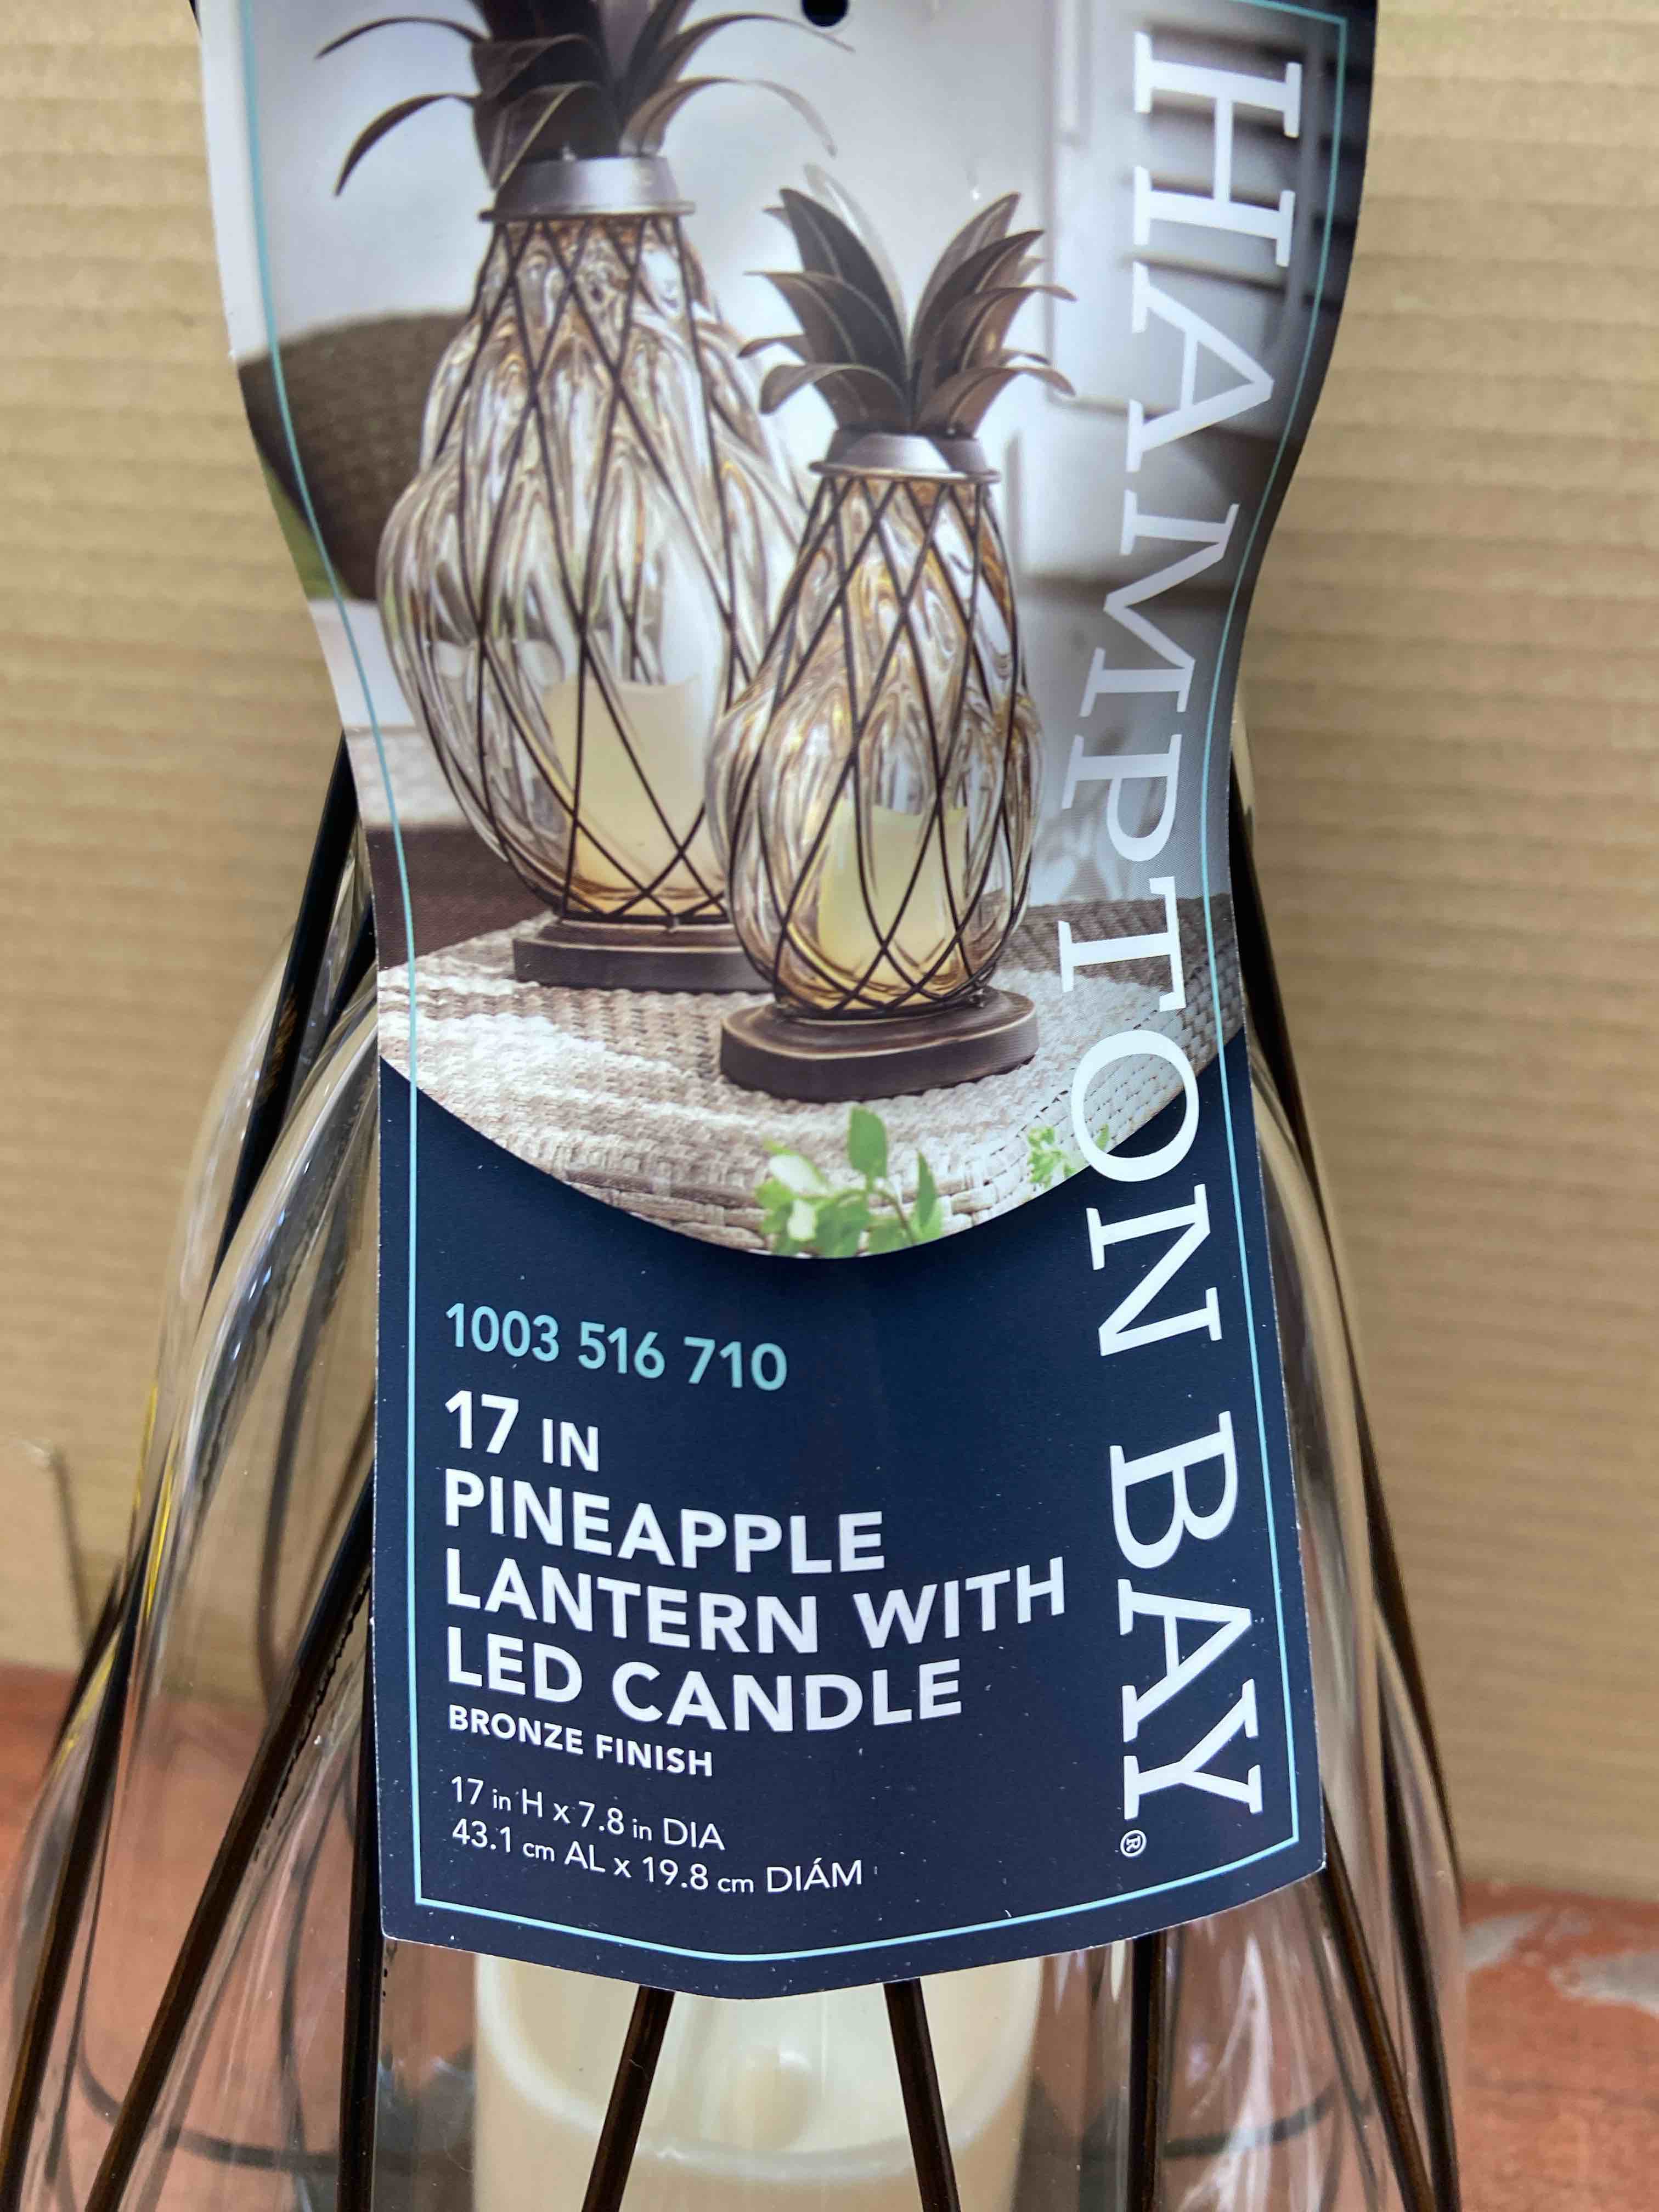 HAMPTON BAY®
1003 516 710
17 IN
PINEAPPLE
LANTERN WITH
LED CANDLE
BRONZE FINISH
17 in H x 7.8 in DIA
43.1 cm AL x 19.8 cm DIÁM